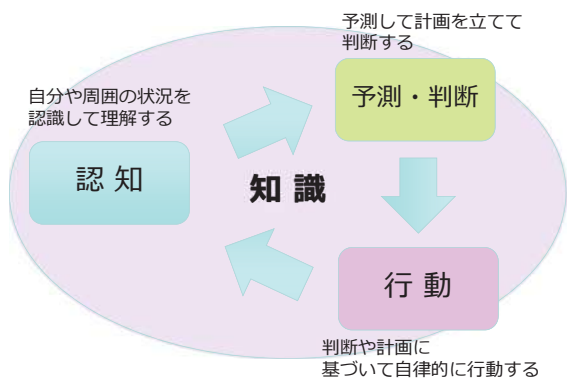 予測して計画を立てて
判断する
予測・判断
自分や周囲の状況を
認識して理解する
認知
知識
行動
判断や計画に
基づいて自律的に行動する